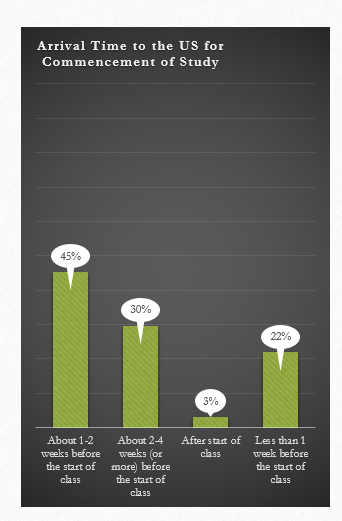 Arrival Time to the US for
Commencement of Study
45%
30%
3%
22%
About 1-2
weeks before
the start of
class
About 2-4
weeks (or
more) before
the start of
class
After start of
class
Less than 1
week before
the start of
class